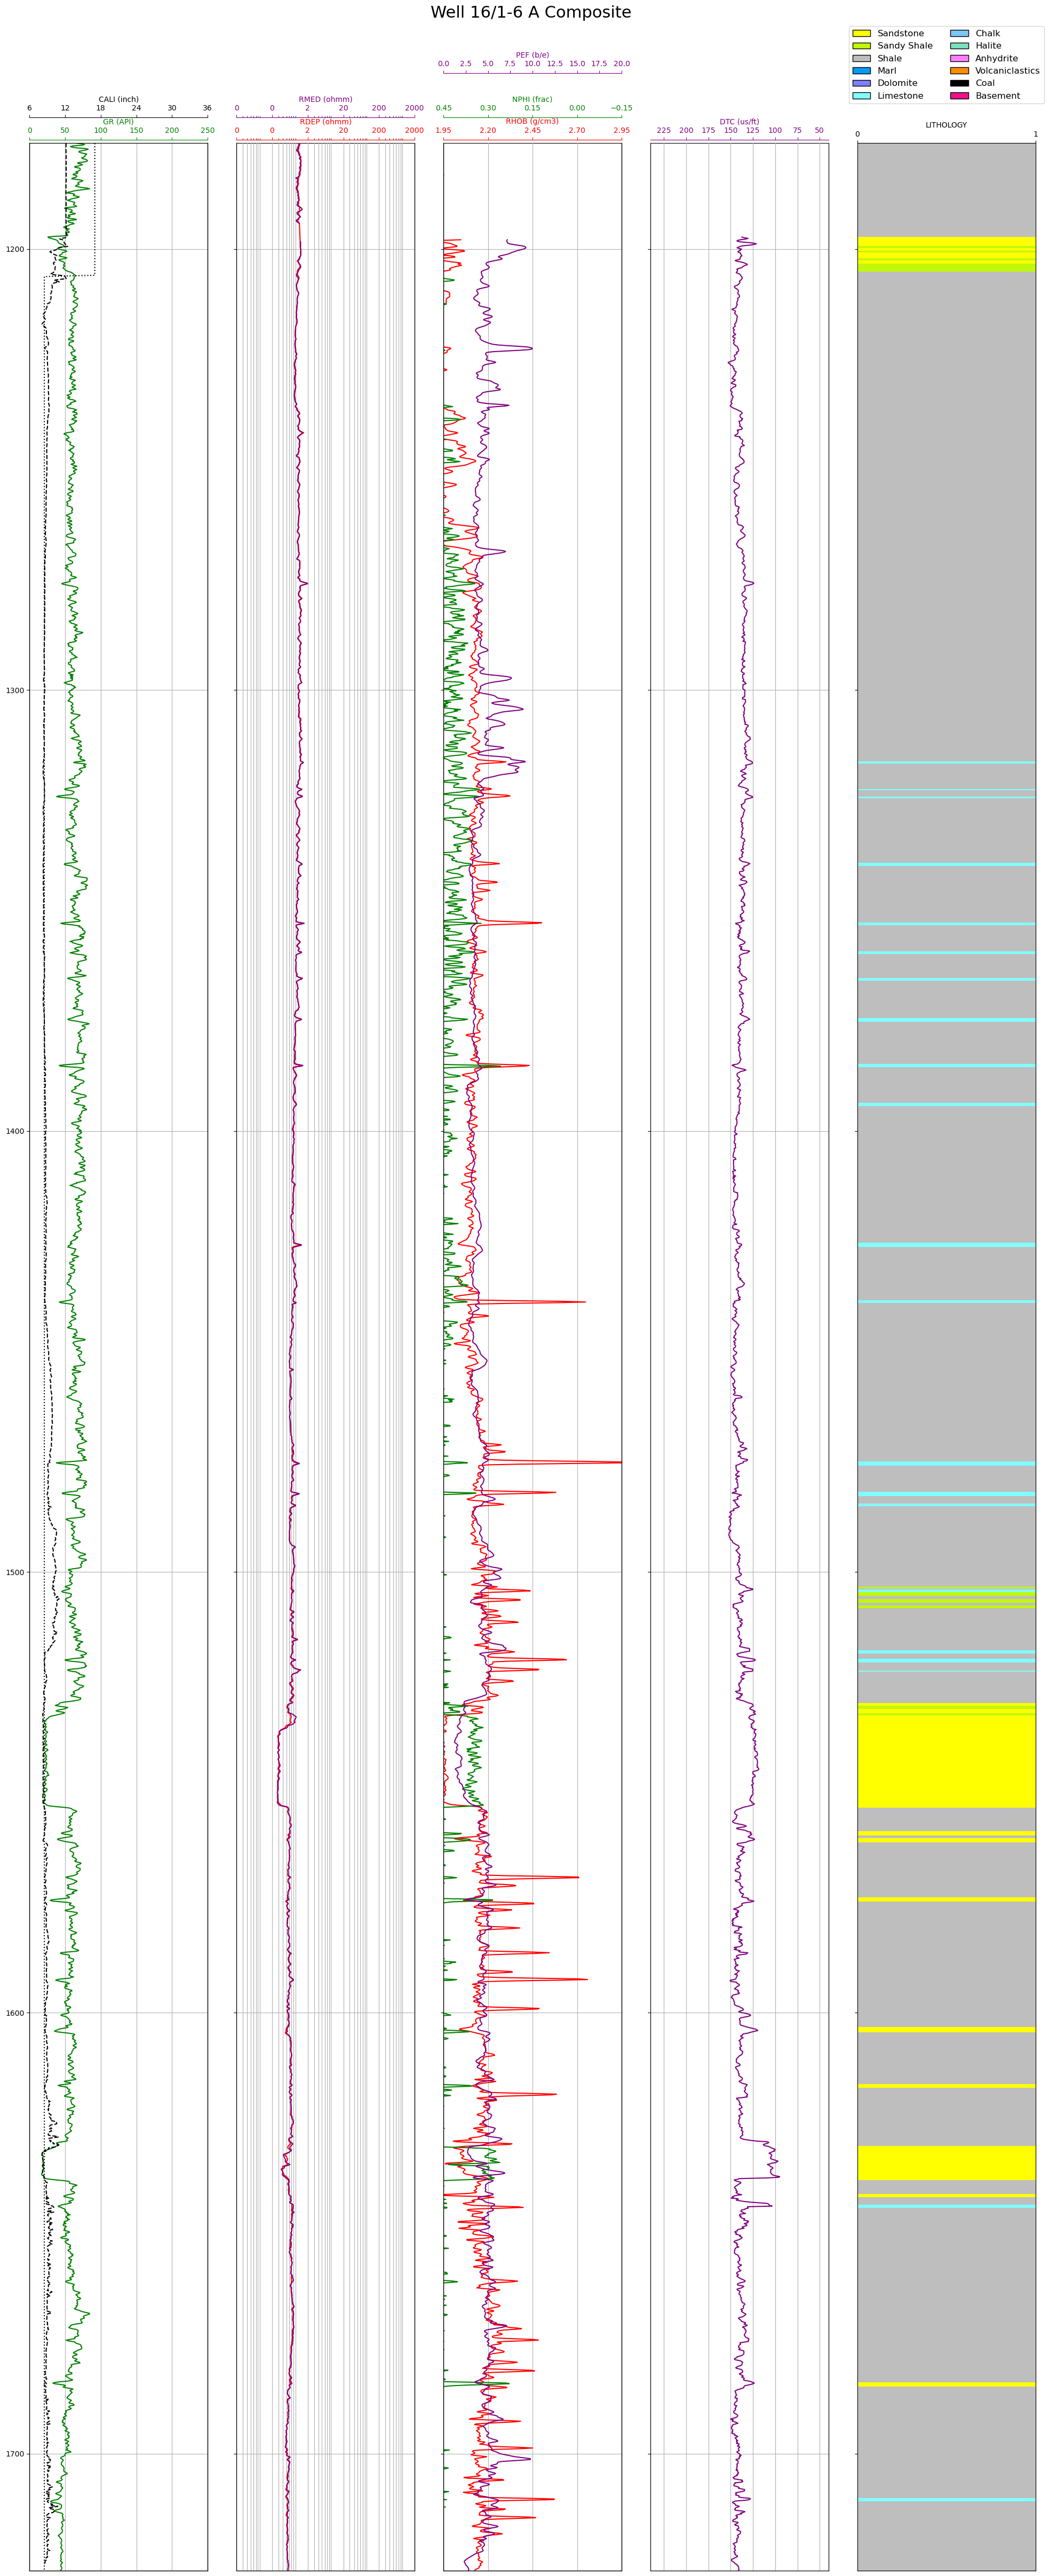 Well 16/1-6 A Composite
Sandstone Chalk
Sandy Shale Halite
Shale Anhydrite
Marl Volcaniclastics
Dolomite Coal
Limestone Basement
PEF (b/e)
0.0 2.5 5.0 7.5 10.0 12.5 15.0 17.5 20.0
CALI (inch) RMED (ohmm) NPHI (frac)
6 12 18 24 30 36 0 0 2 20 200 2000 0.45 0.30 0.15 0.00 −0.15
GR (API) RDEP (ohmm) RHOB (g/cm3) DTC (us/ft) LITHOLOGY
0 50 100 150 200 250 0 0 2 20 200 2000 1.95 2.20 2.45 2.70 2.95 225 200 175 150 125 100 75 50 0 1
1200
1300
1400
1500
1600
1700